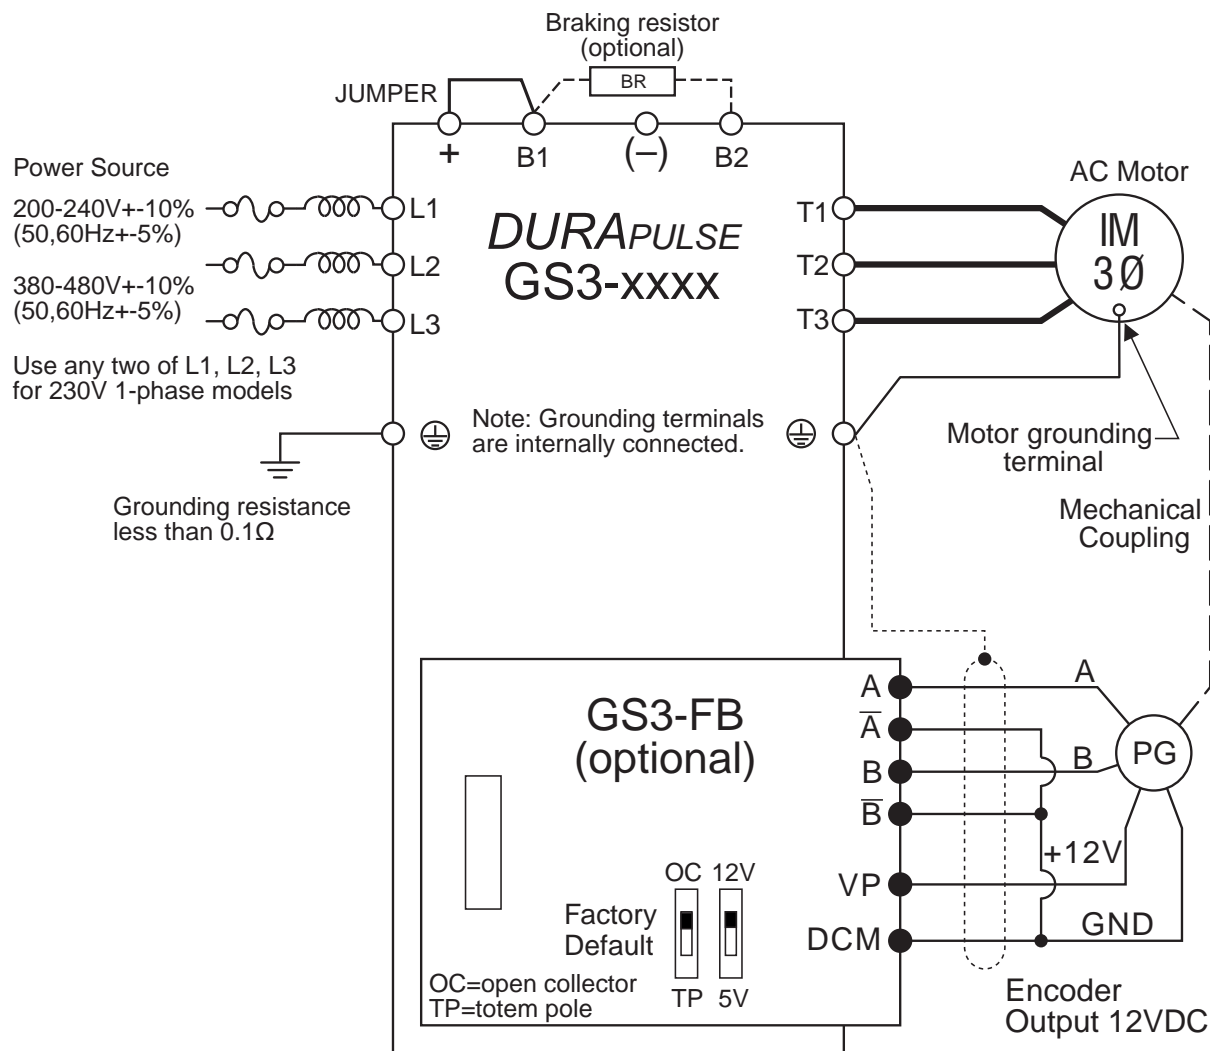 Braking resistor
(optional)
BR
JUMPER
+ B1 (–) B2
Power Source
200-240V+-10%
(50,60Hz+-5%)
380-480V+-10%
(50,60Hz+-5%)
Use any two of L1, L2, L3
for 230V 1-phase models
L1
L2
L3
DURAPULSE
GS3-xxxx
T1
T2
T3
AC Motor
IM
3Ø
Note: Grounding terminals
are internally connected.
Motor grounding
terminal
Grounding resistance
less than 0.1Ω
Mechanical
Coupling
GS3-FB
(optional)
A
A̅
B
B̅
VP
DCM
A
B
PG
+12V
GND
OC 12V
Factory
Default
TP 5V
OC=open collector
TP=totem pole
Encoder
Output 12VDC